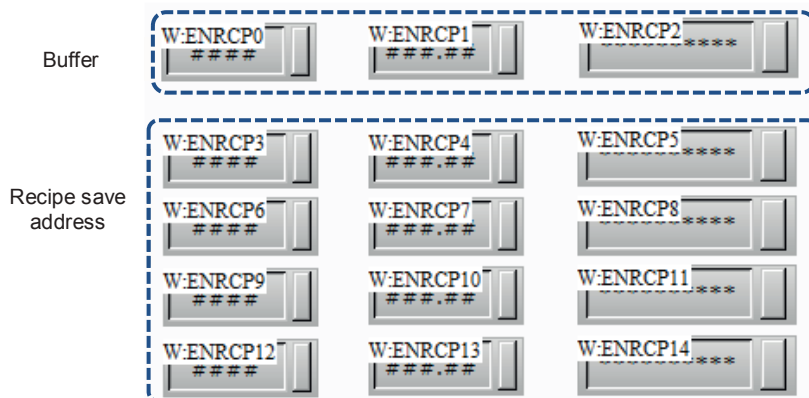 Buffer
W:ENRCP0 W:ENRCP1 W:ENRCP2
#### ###.## **********
Recipe save address
W:ENRCP3 W:ENRCP4 W:ENRCP5
#### ###.## **********
W:ENRCP6 W:ENRCP7 W:ENRCP8
#### ###.## **********
W:ENRCP9 W:ENRCP10 W:ENRCP11
#### ###.## **********
W:ENRCP12 W:ENRCP13 W:ENRCP14
#### ###.## **********